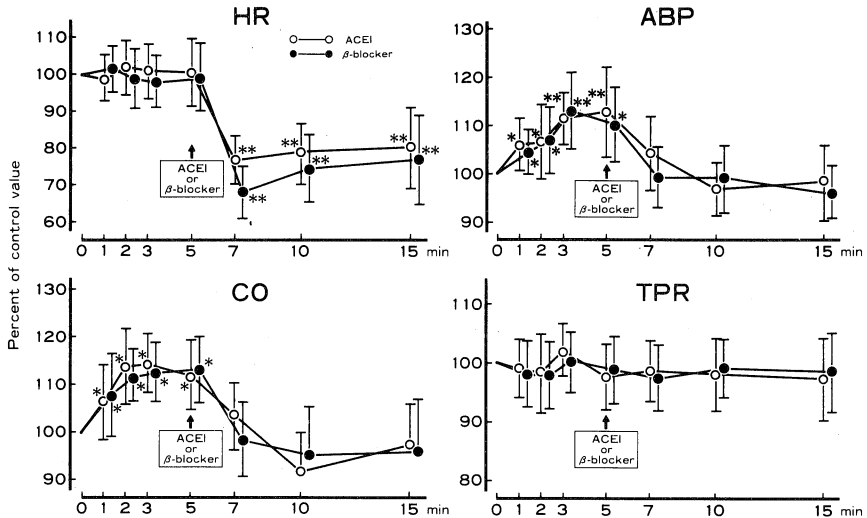 HR
ABP
ACEI
β-blocker
110
100
90
80
70
60
130
120
110
100
90
* * * * ** ** ** ** * 
** ** ** ** ** **
ACEI
or
β-blocker
ACEI
or
β-blocker
0 1 2 3 5 7 10 15 min
0 1 2 3 5 7 10 15 min
Percent of control value
CO
TPR
130
120
110
100
90
110
100
90
80
* * * * * * * *
ACEI
or
β-blocker
ACEI
or
β-blocker
0 1 2 3 5 7 10 15 min
0 1 2 3 5 7 10 15 min